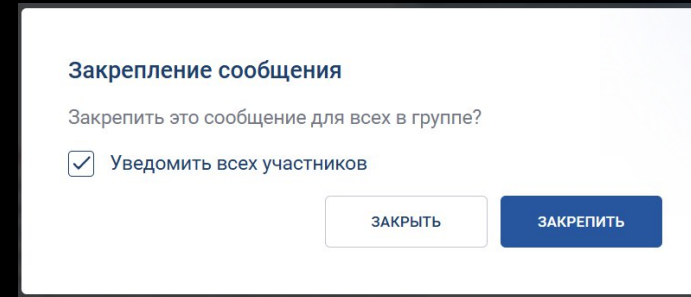 Закрепление сообщения
Закрепить это сообщение для всех в группе?
Уведомить всех участников
ЗАКРЫТЬ
ЗАКРЕПИТЬ